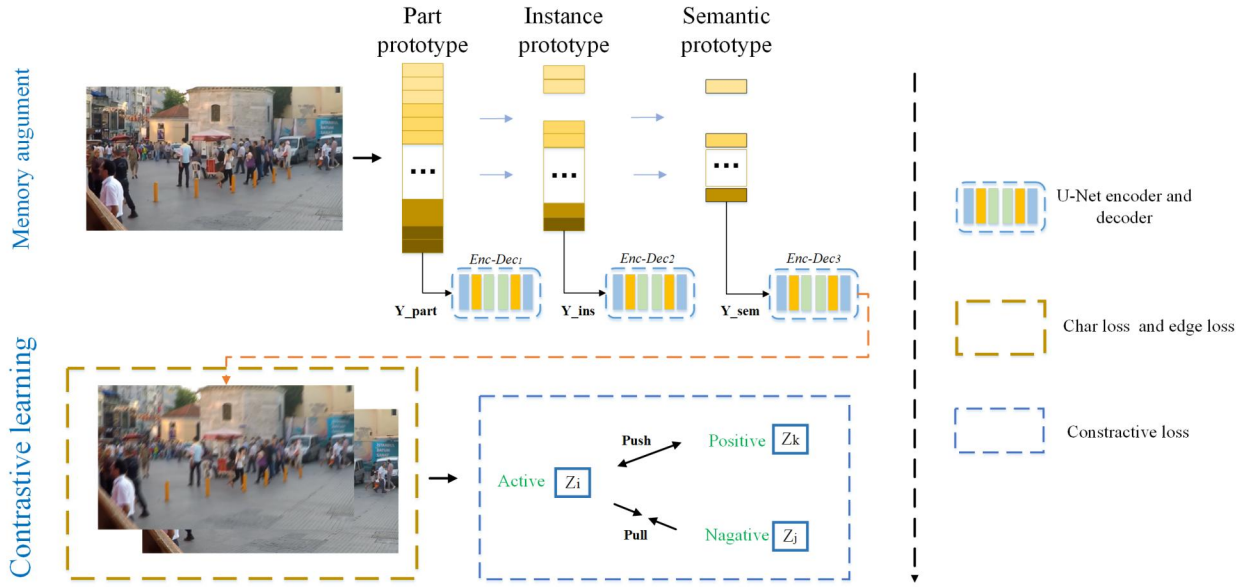 Part
prototype
Instance
prototype
Semantic
prototype
Memory augument
...
...
...
Enc-Dec1
Enc-Dec2
Enc-Dec3
Y_part
Y_ins
Y_sem
U-Net encoder and
decoder
Char loss and edge loss
Constractive loss
Contrastive learning
Active
Zi
Push
Pull
Positive
Zk
Nagative
Zj